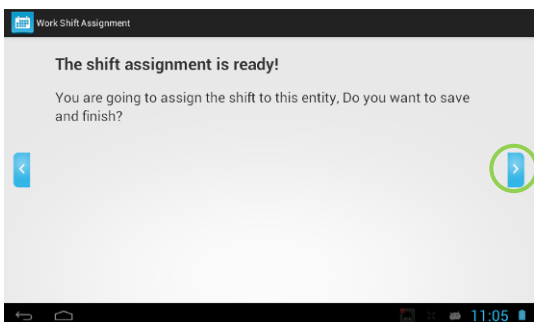 Work Shift Assignment
The shift assignment is ready!
You are going to assign the shift to this entity, Do you want to save
and finish?
11:05